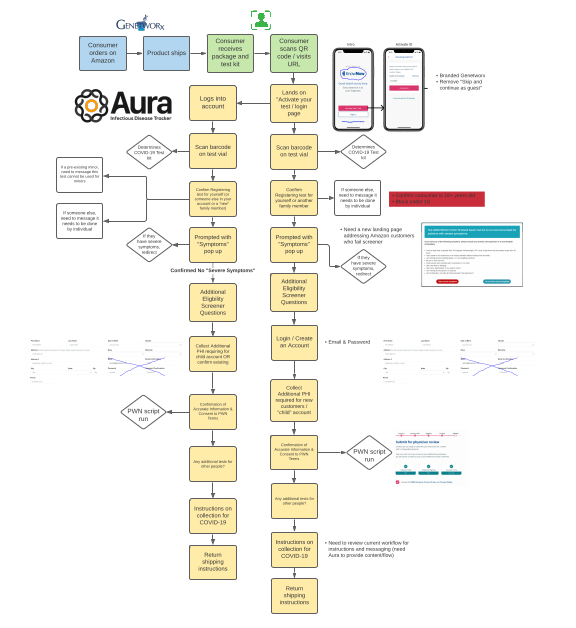 GENETWORX
Consumer
orders on
Amazon
Product ships
Consumer
receives
package and
test kit
Consumer
scans QR
code / visits
URL
Intro
Include ID
KnowNow
• Branded Genetworx
• Remove "Skip and
continue as guest"
Aura
Infectious Disease Tracker
Logs into
account
Lands on
"Activate your
test / login
page
Scan barcode
on test vial
Determines
COVID-19 Test
kit
Scan barcode
on test vial
Determines
COVID-19 Test
kit
If a pre-existing minor,
need to message this
test cannot be used for
minors
If someone else,
need to message it
needs to be done
by individual
Confirm Registering
test for yourself (or
someone else in your
account or a "new"
family member)
Confirm
Registering test for
yourself or another
family member
If someone else,
need to message it
needs to be done
by individual
If they
have severe
symptoms,
redirect
Prompted with
"Symptoms"
pop up
Prompted with
"Symptoms"
pop up
• Need a new landing page
addressing Amazon customers
who fail screener
If they
have severe
symptoms,
redirect
Confirmed No "Severe Symptoms"
Additional
Eligibility
Screener
Questions
Additional
Eligibility
Screener
Questions
Collect Additional
PHI requiring for
child account OR
confirm existing
Login / Create
an Account
• Email & Password
Collect
Additional PHI
required for new
customers /
"child" account
PWN script
run
Confirmation of
Accurate Information &
Consent to PWN
Terms
Confirmation of
Accurate Information &
Consent to PWN
Terms
PWN script
run
Submit for physician review
Any additional tests for
other people?
Any additional tests for
other people?
Instructions on
collection for
COVID-19
Instructions on
collection for
COVID-19
• Need to review current workflow for
instructions and messaging (need
Aura to provide content/flow)
Return
shipping
instructions
Return
shipping
instructions